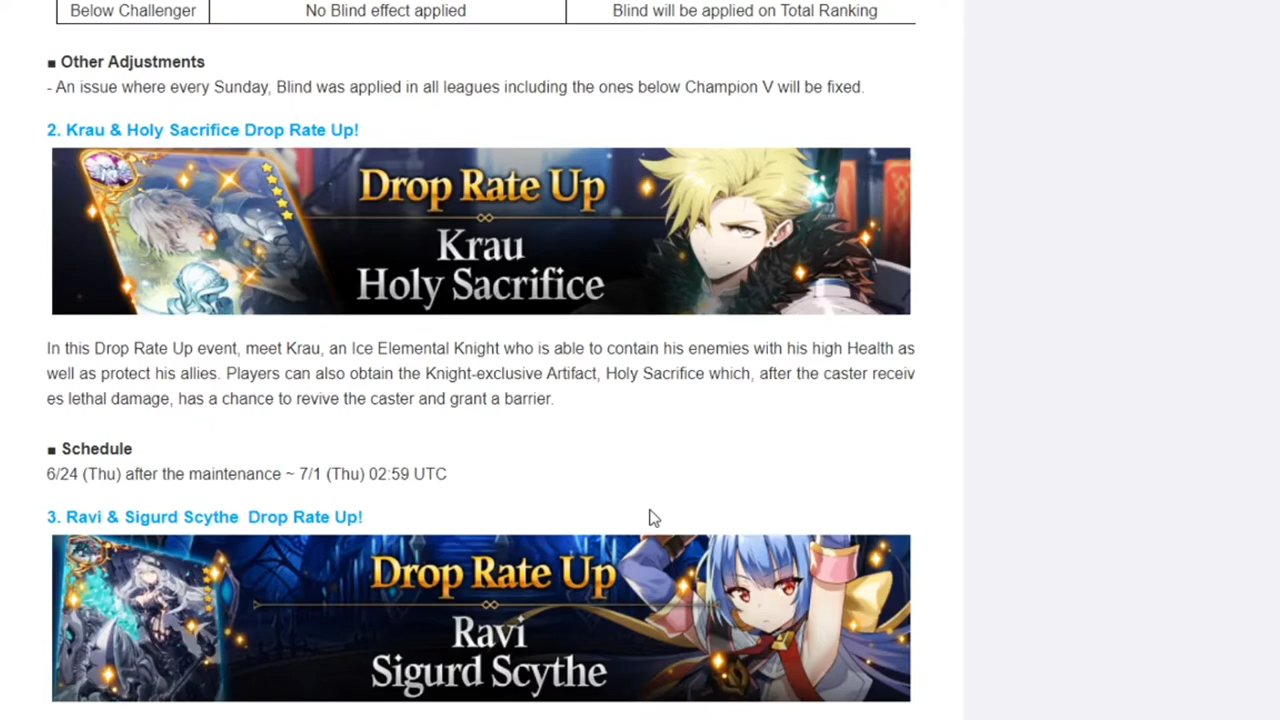 Below Challenger No Blind effect applied Blind will be applied on Total Ranking
■ Other Adjustments
- An issue where every Sunday, Blind was applied in all leagues including the ones below Champion V will be fixed.
2. Krau & Holy Sacrifice Drop Rate Up!
Drop Rate Up
Krau
Holy Sacrifice
In this Drop Rate Up event, meet Krau, an Ice Elemental Knight who is able to contain his enemies with his high Health as
well as protect his allies. Players can also obtain the Knight-exclusive Artifact, Holy Sacrifice which, after the caster receiv
es lethal damage, has a chance to revive the caster and grant a barrier.
■ Schedule
6/24 (Thu) after the maintenance ~ 7/1 (Thu) 02:59 UTC
3. Ravi & Sigurd Scythe Drop Rate Up!
Drop Rate Up
Ravi
Sigurd Scythe